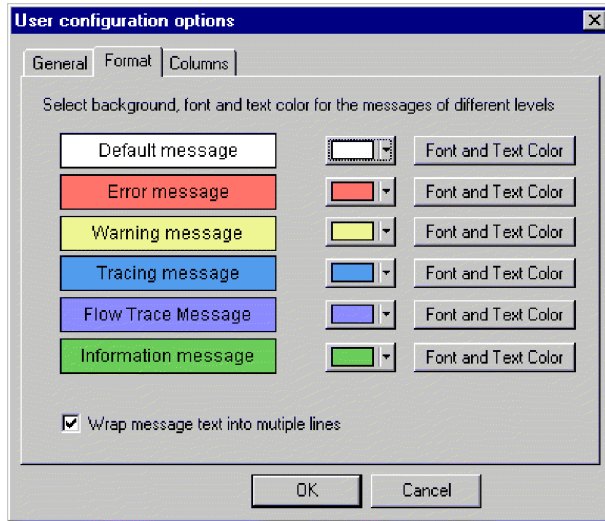 User configuration options
General Format Columns
Select background, font and text color for the messages of different levels
Default message Font and Text Color
Error message Font and Text Color
Warning message Font and Text Color
Tracing message Font and Text Color
Flow Trace Message Font and Text Color
Information message Font and Text Color
Wrap message text into mutiple lines
OK Cancel